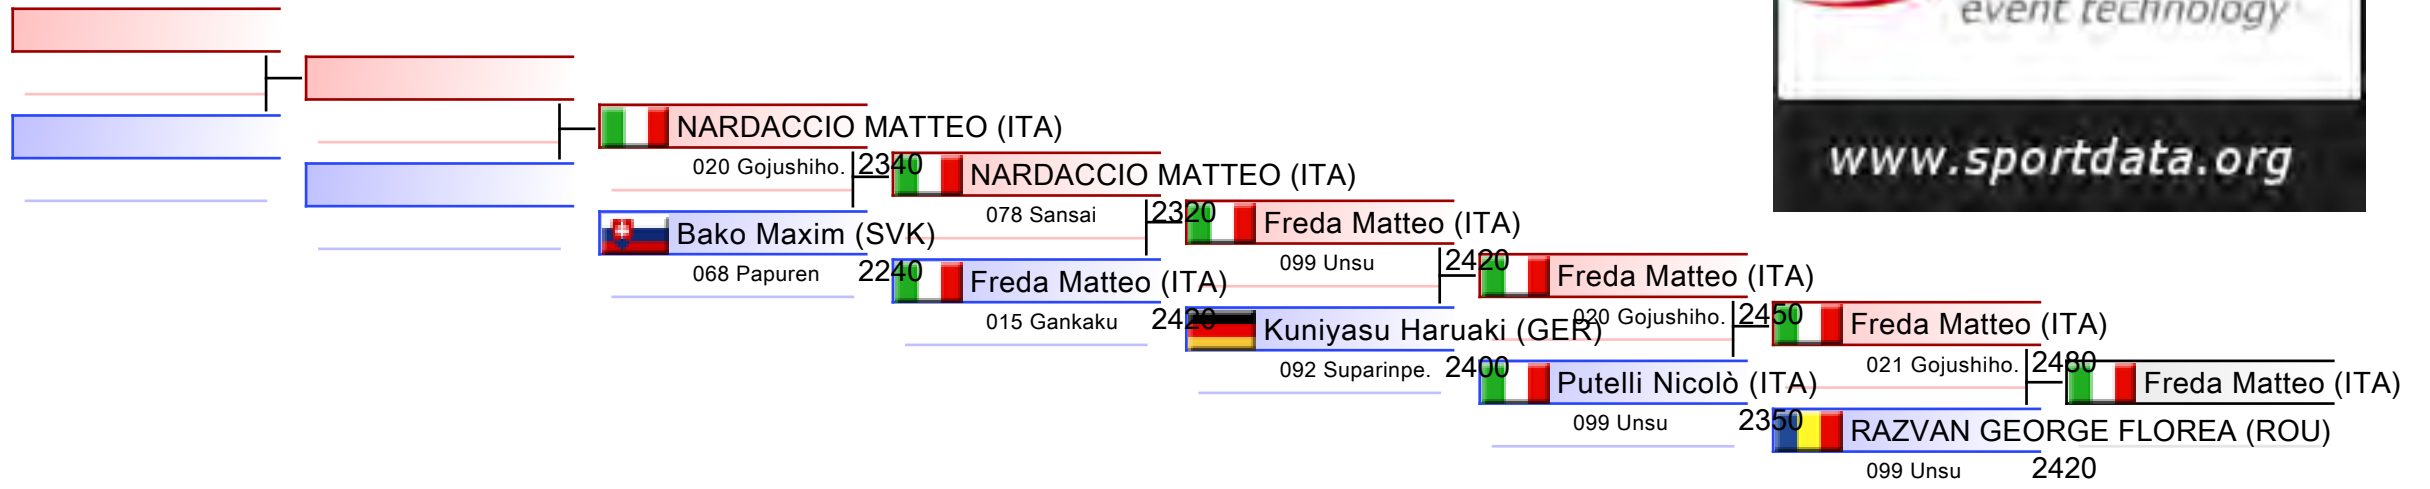 event technology
www.sportdata.org
NARDACCIO MATTEO (ITA)
020 Gojushiho. 2340
Bako Maxim (SVK)
068 Papuren 2240
NARDACCIO MATTEO (ITA)
078 Sansai 2320
Freda Matteo (ITA)
015 Gankaku 2420
Freda Matteo (ITA)
099 Unsu 2420
Kuniyasu Haruaki (GER)
092 Suparinpe. 2400
Freda Matteo (ITA)
020 Gojushiho. 2450
Putelli Nicolò (ITA)
099 Unsu 2350
Freda Matteo (ITA)
021 Gojushiho. 2480
RAZVAN GEORGE FLOREA (ROU)
099 Unsu 2420
Freda Matteo (ITA)